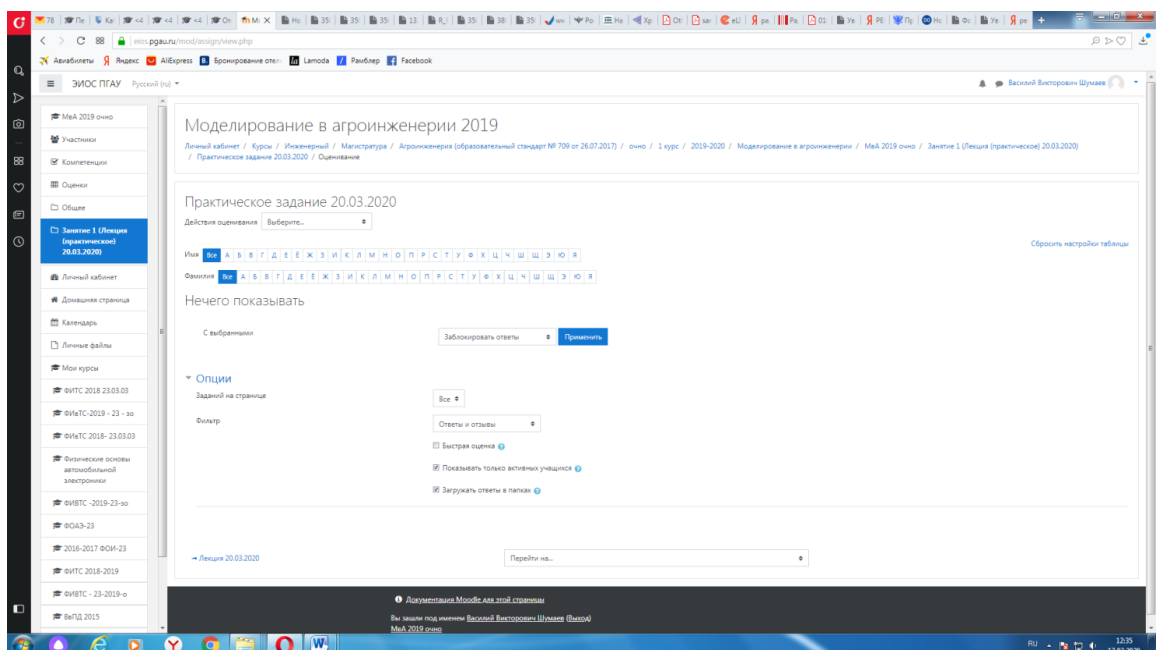 eios.pgau.ru/mod/assign/view.php
Авиабилеты Яндекс AliExpress Бронирование отел Lamoda Рамблер Facebook
ЭИОС ПГАУ Русский (ru)
Василий Викторович Шумаев
МеА 2019 очно
Участники
Компетенции
Оценки
Общее
Занятие 1 (Лекция
(практическое)
20.03.2020)
Личный кабинет
Домашняя страница
Календарь
Личные файлы
Мои курсы
ФИТС 2018 23.03.03
ФИвТС-2019 - 23 - зо
ФИвТС 2018- 23.03.03
Физические основы
автомобильной
электроники
ФИВТС -2019-23-зо
ФОАЭ-23
2016-2017 ФОИ-23
ФИТС 2018-2019
ФИВТС - 23-2019-о
ВеПД 2015
Моделирование в агроинженерии 2019
Личный кабинет / Курсы / Инженерный / Магистратура / Агроинженерия (образовательный стандарт № 709 от 26.07.2017) / очно / 1 курс / 2019-2020 / Моделирование в агроинженерии / МеА 2019 очно / Занятие 1 (Лекция (практическое) 20.03.2020)
/ Практическое задание 20.03.2020 / Оценивание
Практическое задание 20.03.2020
Действия оценивания Выберите...
Сбросить настройки таблицы
Имя Все А Б В Г Д Е Ё Ж З И К Л М Н О П Р С Т У Ф Х Ц Ч Ш Щ Э Ю Я
Фамилия Все А Б В Г Д Е Ё Ж З И К Л М Н О П Р С Т У Ф Х Ц Ч Ш Щ Э Ю Я
Нечего показывать
С выбранными Заблокировать ответы Применить
Опции
Заданий на странице Все
Фильтр Ответы и отзывы
Быстрая оценка
Показывать только активных учащихся
Загружать ответы в папках
Лекция 20.03.2020 Перейти на...
Документация Moodle для этой страницы
Вы зашли под именем Василий Викторович Шумаев (Выход)
МеА 2019 очно
RU 12:35